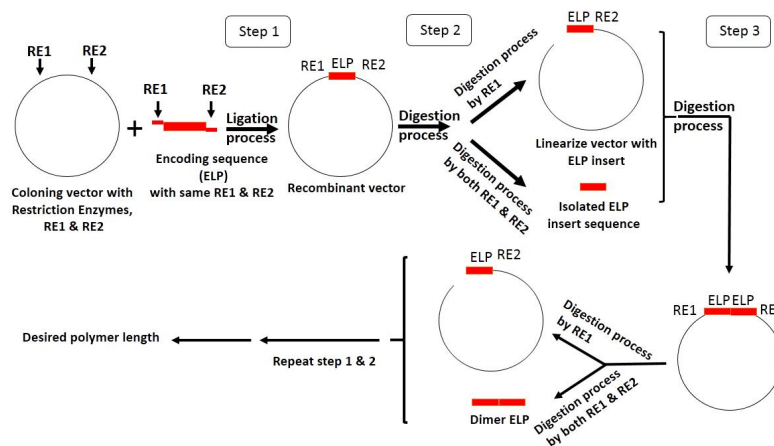 Step 1
Step 2
Step 3
RE1
RE2
RE1
RE2
+
Coloning vector with
Restriction Enzymes,
RE1 & RE2
Encoding sequence
(ELP)
with same RE1 & RE2
Ligation
process
RE1 ELP RE2
Recombinant vector
Digestion
process
Digestion process
by RE1
Digestion process
by both RE1 & RE2
ELP RE2
Linearize vector with
ELP insert
Isolated ELP
insert sequence
Digestion
process
RE1 ELP ELP RE
Digestion process
by RE1
Digestion process
by both RE1 & RE2
ELP RE2
Dimer ELP
Repeat step 1 & 2
Desired polymer length